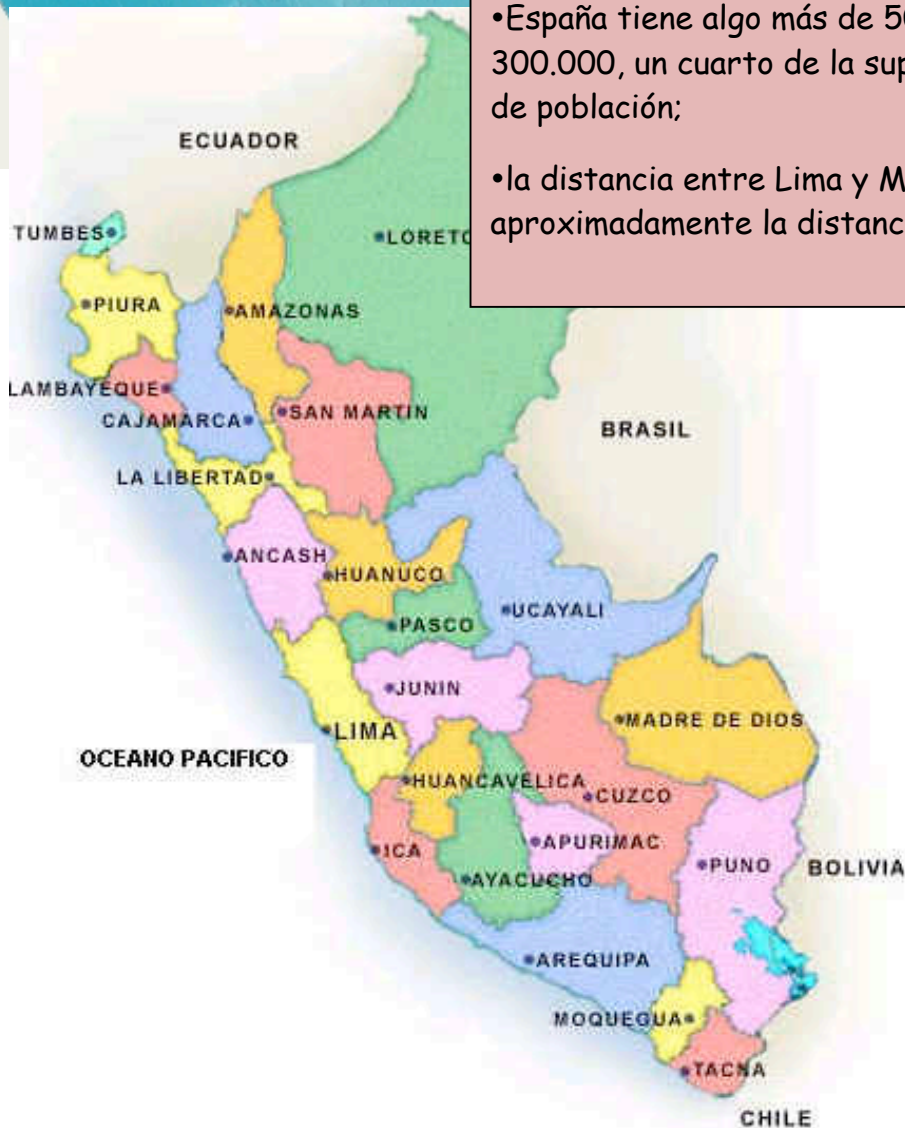 •España tiene algo más de 50
300.000, un cuarto de la sup
de población;
•la distancia entre Lima y M
aproximadamente la distanc
ECUADOR
TUMBES
LORETO
PIURA
AMAZONAS
LAMBAYEQUE
CAJAMARCA
SAN MARTIN
BRASIL
LA LIBERTAD
ANCASH
HUANUCO
UCAYALI
PASCO
JUNIN
MADRE DE DIOS
LIMA
OCEANO PACIFICO
HUANCAVELICA
CUZCO
ICA
APURIMAC
PUNO
BOLIVIA
AYACUCHO
AREQUIPA
MOQUEGUA
TACNA
CHILE